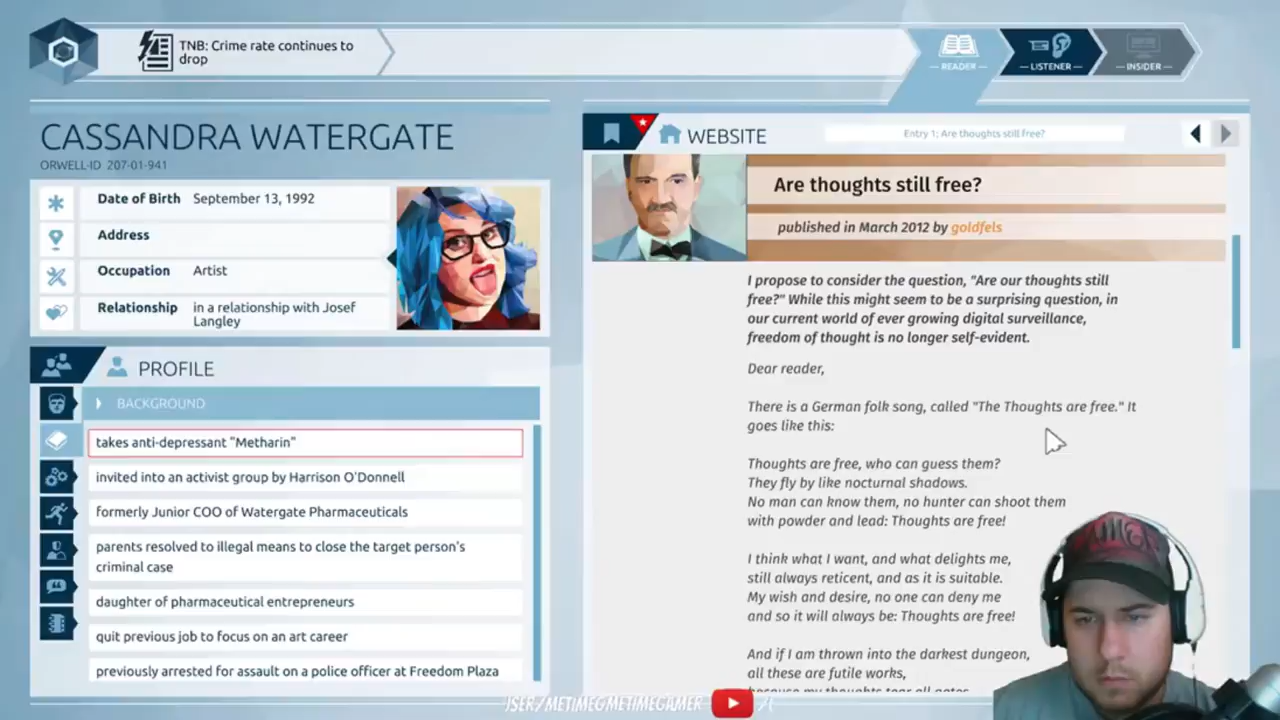 TNB: Crime rate continues to
drop
— READER —
— LISTENER —
— INSIDER —
CASSANDRA WATERGATE
ORWELL-ID 207-01-941
Date of Birth September 13, 1992
Address
Occupation Artist
Relationship in a relationship with Josef
Langley
PROFILE
BACKGROUND
takes anti-depressant "Metharin"
invited into an activist group by Harrison O'Donnell
formerly Junior COO of Watergate Pharmaceuticals
parents resolved to illegal means to close the target person's
criminal case
daughter of pharmaceutical entrepreneurs
quit previous job to focus on an art career
previously arrested for assault on a police officer at Freedom Plaza
WEBSITE
Entry 1: Are thoughts still free?
Are thoughts still free?
published in March 2012 by goldfels
I propose to consider the question, "Are our thoughts still
free?" While this might seem to be a surprising question, in
our current world of ever growing digital surveillance,
freedom of thought is no longer self-evident.
Dear reader,
There is a German folk song, called "The Thoughts are free." It
goes like this:
Thoughts are free, who can guess them?
They fly by like nocturnal shadows.
No man can know them, no hunter can shoot them
with powder and lead: Thoughts are free!
I think what I want, and what delights me,
still always reticent, and as it is suitable.
My wish and desire, no one can deny me
and so it will always be: Thoughts are free!
And if I am thrown into the darkest dungeon,
all these are futile works,
because my thoughts tear all gates